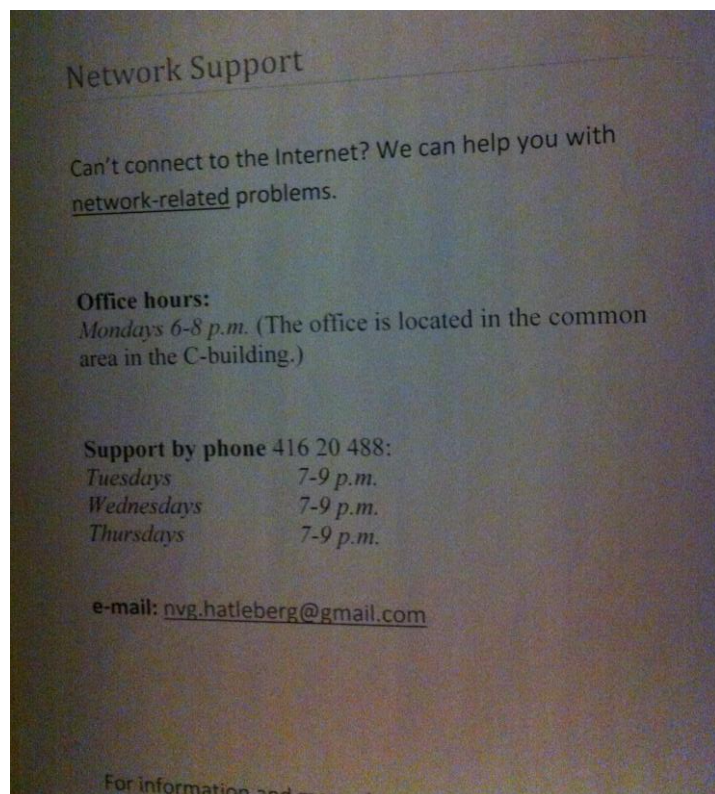 Network Support
Can't connect to the Internet? We can help you with
network-related problems.
Office hours:
Mondays 6-8 p.m. (The office is located in the common
area in the C-building.)
Support by phone 416 20 488:
Tuesdays 7-9 p.m.
Wednesdays 7-9 p.m.
Thursdays 7-9 p.m.
e-mail: nvg.hatleberg@gmail.com
For information and